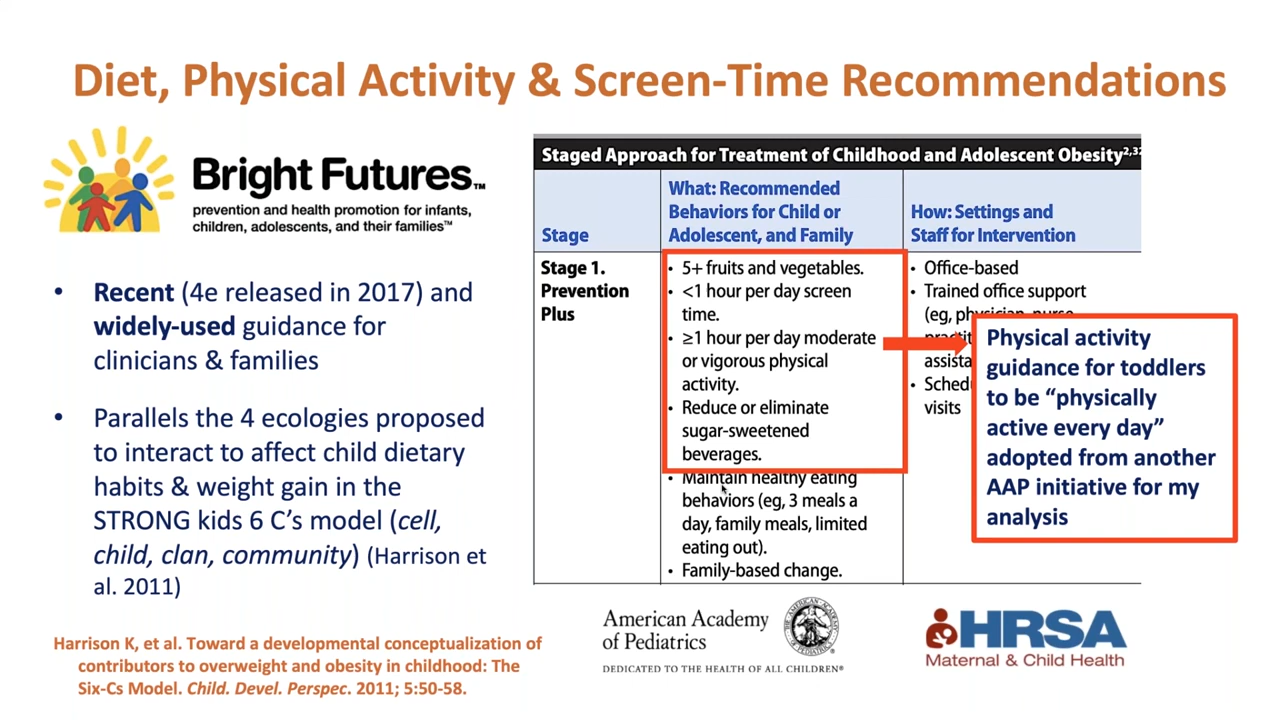 Diet, Physical Activity & Screen-Time Recommendations
Bright Futures™
prevention and health promotion for infants,
children, adolescents, and their families™
• Recent (4e released in 2017) and
widely-used guidance for
clinicians & families
• Parallels the 4 ecologies proposed
to interact to affect child dietary
habits & weight gain in the
STRONG kids 6 C’s model (cell,
child, clan, community) (Harrison et
al. 2011)
Harrison K, et al. Toward a developmental conceptualization of
contributors to overweight and obesity in childhood: The
Six-Cs Model. Child. Devel. Perspec. 2011; 5:50-58.
Staged Approach for Treatment of Childhood and Adolescent Obesity2,32
Stage
What: Recommended
Behaviors for Child or
Adolescent, and Family
How: Settings and
Staff for Intervention
Stage 1.
Prevention
Plus
• 5+ fruits and vegetables.
• <1 hour per day screen
time.
• ≥1 hour per day moderate
or vigorous physical
activity.
• Reduce or eliminate
sugar-sweetened
beverages.
• Maintain healthy eating
behaviors (eg, 3 meals a
day, family meals, limited
eating out).
• Family-based change.
• Office-based
• Trained office support
(eg, physician, nurse
• visits
Physical activity
guidance for toddlers
to be “physically
active every day”
adopted from another
AAP initiative for my
analysis
American Academy
of Pediatrics
DEDICATED TO THE HEALTH OF ALL CHILDREN®
HRSA
Maternal & Child Health